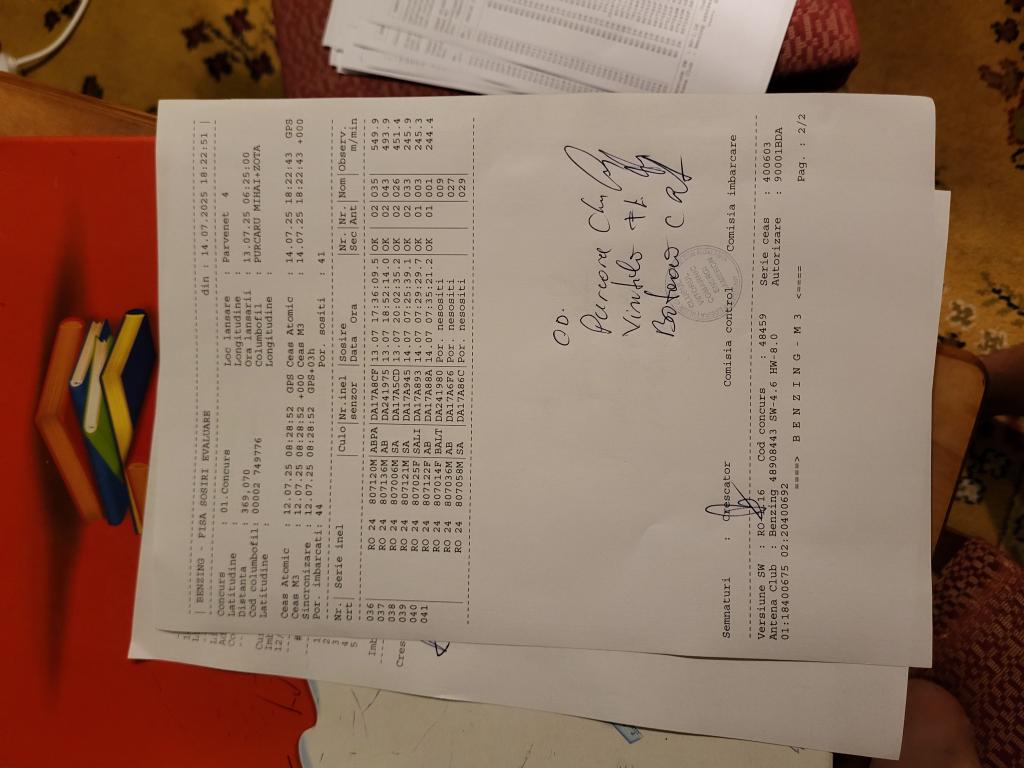 | BENZING - FISA SOSIRI EVALUARE din : 14.07.2025 18:22:51 |
Concurs : 01.Concurs Loc lansare : Parvenet 4
Latitudine : Longitudine :
Distanta : 369,070 Ora lansarii : 13.07.25 06:25:00
Cod columbofil: 00002 749776 Columbofil : PURCARU MIHAI+ZOTA
Latitudine : Longitudine :
Ceas Atomic : 12.07.25 08:28:52 GPS Ceas Atomic : 14.07.25 18:22:43 GPS
Ceas M3 : 12.07.25 08:28:52 +000 Ceas M3 : 14.07.25 18:22:43 +000
Sincronizare : 12.07.25 08:28:52 GPS+03h
Por. imbarcati: 44 Por. sositi : 41
Nr.| Serie inel |Culo|Nr.inel |Sosire |Nr. |Nr.|Nom|Observ.
crt senzor |Data Ora |Sec|Ant m/min
036 RO 24 807120M ABPA DA17A8CF 13.07 17:36:09.5 OK 02 035 549.9
037 RO 24 807136M AB DA241975 13.07 18:52:14.0 OK 02 043 493.9
038 RO 24 807006M SA DA17A5CD 13.07 20:02:35.2 OK 02 026 451.4
039 RO 24 807121M SA DA17A945 14.07 07:25:39.1 OK 02 033 245.9
040 RO 24 807025F SALI DA17A893 14.07 07:29:29.7 OK 01 003 245.3
041 RO 24 807122F AB DA17A88A 14.07 07:35:21.2 OK 01 001 244.4
RO 24 807014F BALT DA241980 Por. nesositi 009
RO 24 807036M AB DA17A6F6 Por. nesositi 027
RO 24 807058M SA DA17A86C Por. nesositi 029
CO.
Semnaturi : Crescator Comisia control Comisia imbarcare
Versiune SW : Cod concurs : 48459 Serie ceas : 400603
Antena Club : Benzing 48908443 SW-4.6 HW-8.0 Autorizare : 90001BDA
01:18400675 02:20400692
====> B E N Z I N G - M 3 <==== Pag. : 2/2